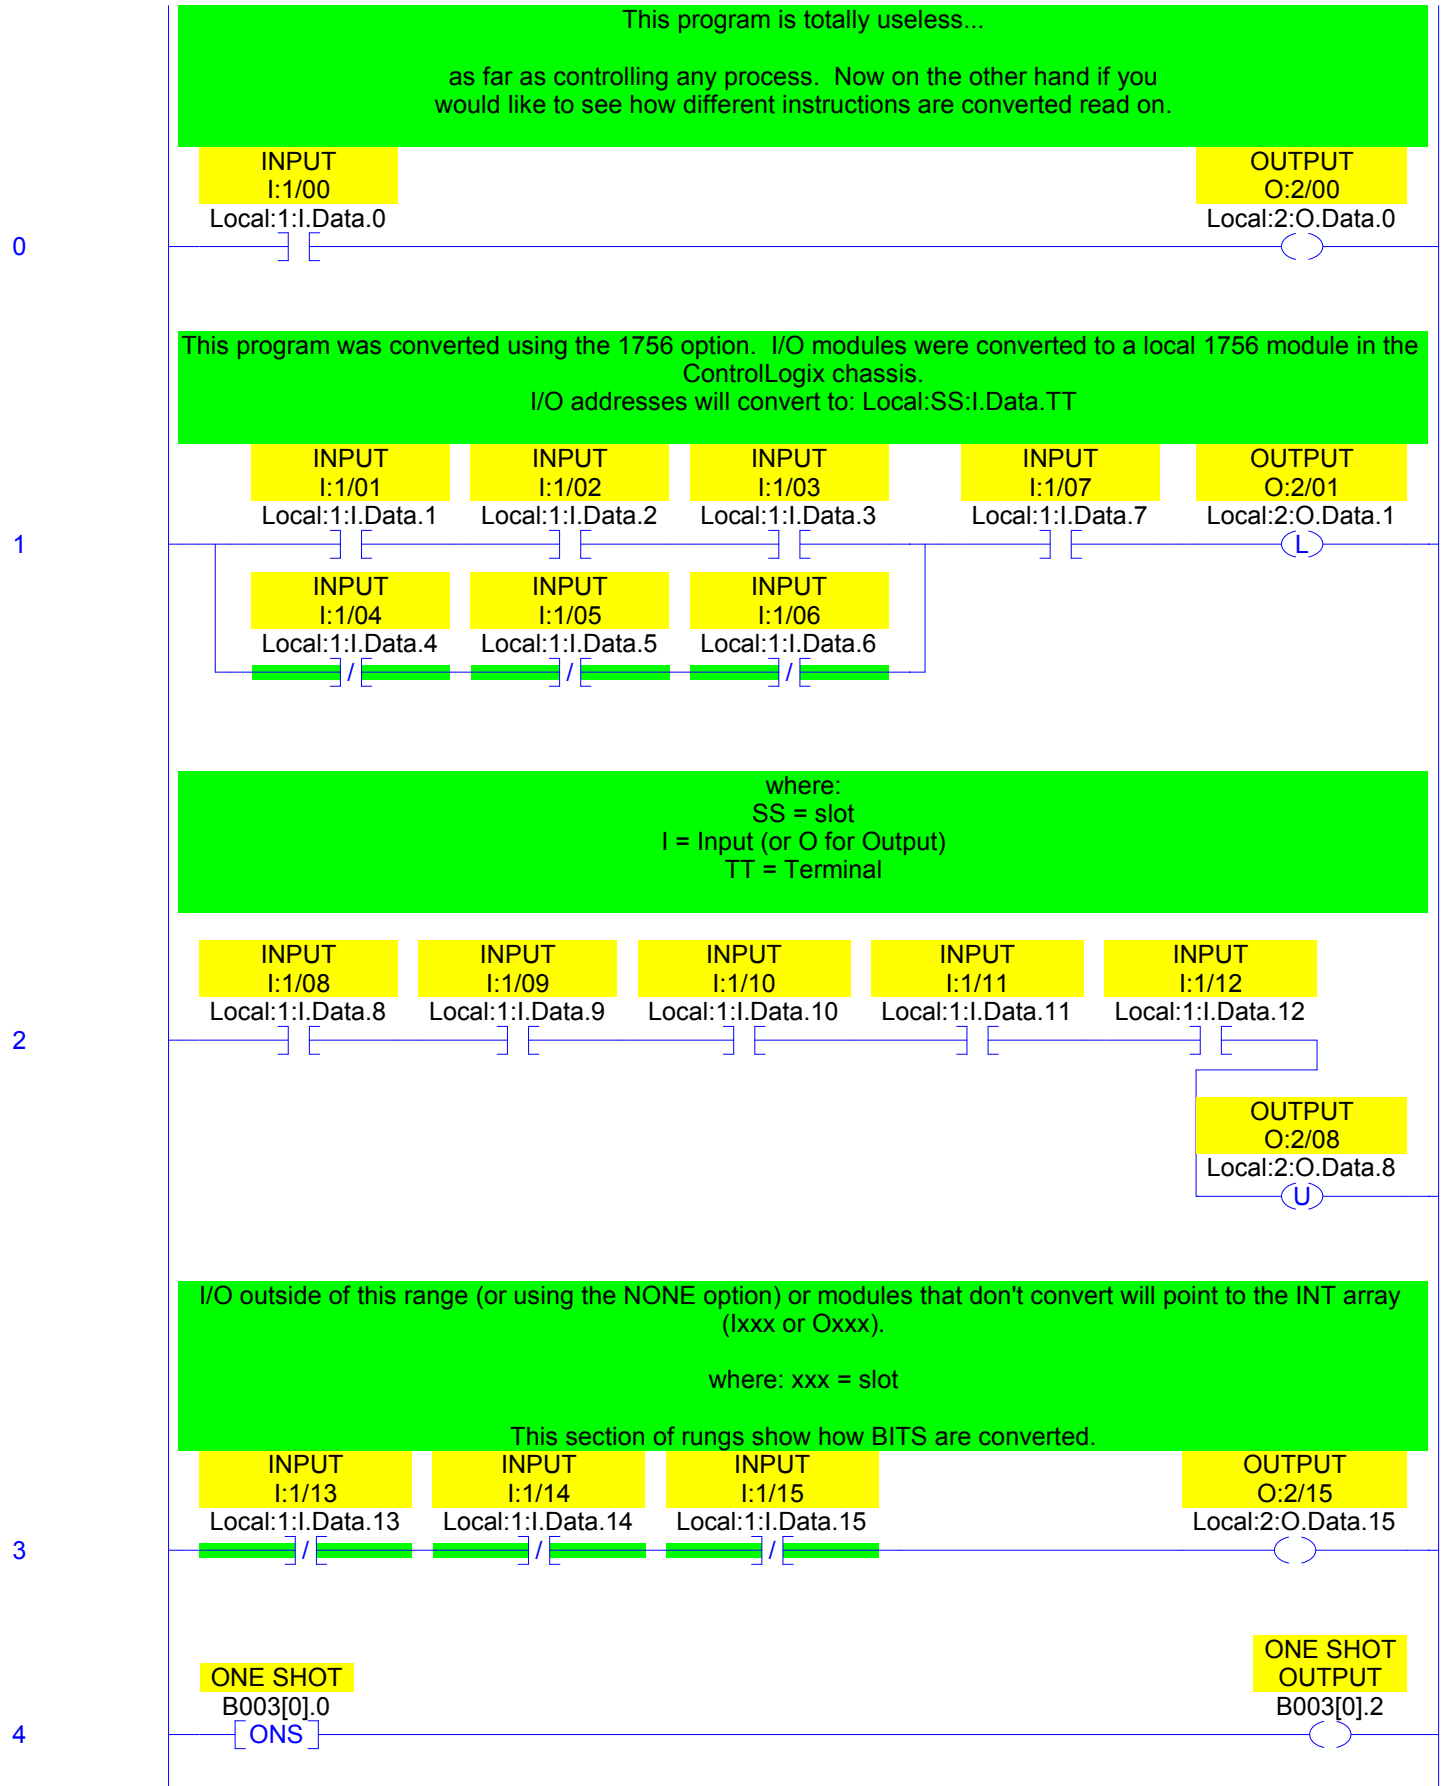 This program is totally useless...
as far as controlling any process.  Now on the other hand if you
would like to see how different instructions are converted read on.
INPUT
I:1/00
Local:1:I.Data.0
OUTPUT
O:2/00
Local:2:O.Data.0
0
This program was converted using the 1756 option.  I/O modules were converted to a local 1756 module in the
ControlLogix chassis.
I/O addresses will convert to: Local:SS:I.Data.TT
INPUT
I:1/01
Local:1:I.Data.1
INPUT
I:1/02
Local:1:I.Data.2
INPUT
I:1/03
Local:1:I.Data.3
INPUT
I:1/07
Local:1:I.Data.7
OUTPUT
O:2/01
Local:2:O.Data.1
1
L
INPUT
I:1/04
Local:1:I.Data.4
/
INPUT
I:1/05
Local:1:I.Data.5
/
INPUT
I:1/06
Local:1:I.Data.6
/
where:
SS = slot
I = Input (or O for Output)
TT = Terminal
INPUT
I:1/08
Local:1:I.Data.8
INPUT
I:1/09
Local:1:I.Data.9
INPUT
I:1/10
Local:1:I.Data.10
INPUT
I:1/11
Local:1:I.Data.11
INPUT
I:1/12
Local:1:I.Data.12
2
OUTPUT
O:2/08
Local:2:O.Data.8
U
I/O outside of this range (or using the NONE option) or modules that don't convert will point to the INT array
(Ixxx or Oxxx).
where: xxx = slot
This section of rungs show how BITS are converted.
INPUT
I:1/13
Local:1:I.Data.13
/
INPUT
I:1/14
Local:1:I.Data.14
/
INPUT
I:1/15
Local:1:I.Data.15
/
OUTPUT
O:2/15
Local:2:O.Data.15
3
ONE SHOT
B003[0].0
ONS
ONE SHOT
OUTPUT
B003[0].2
4